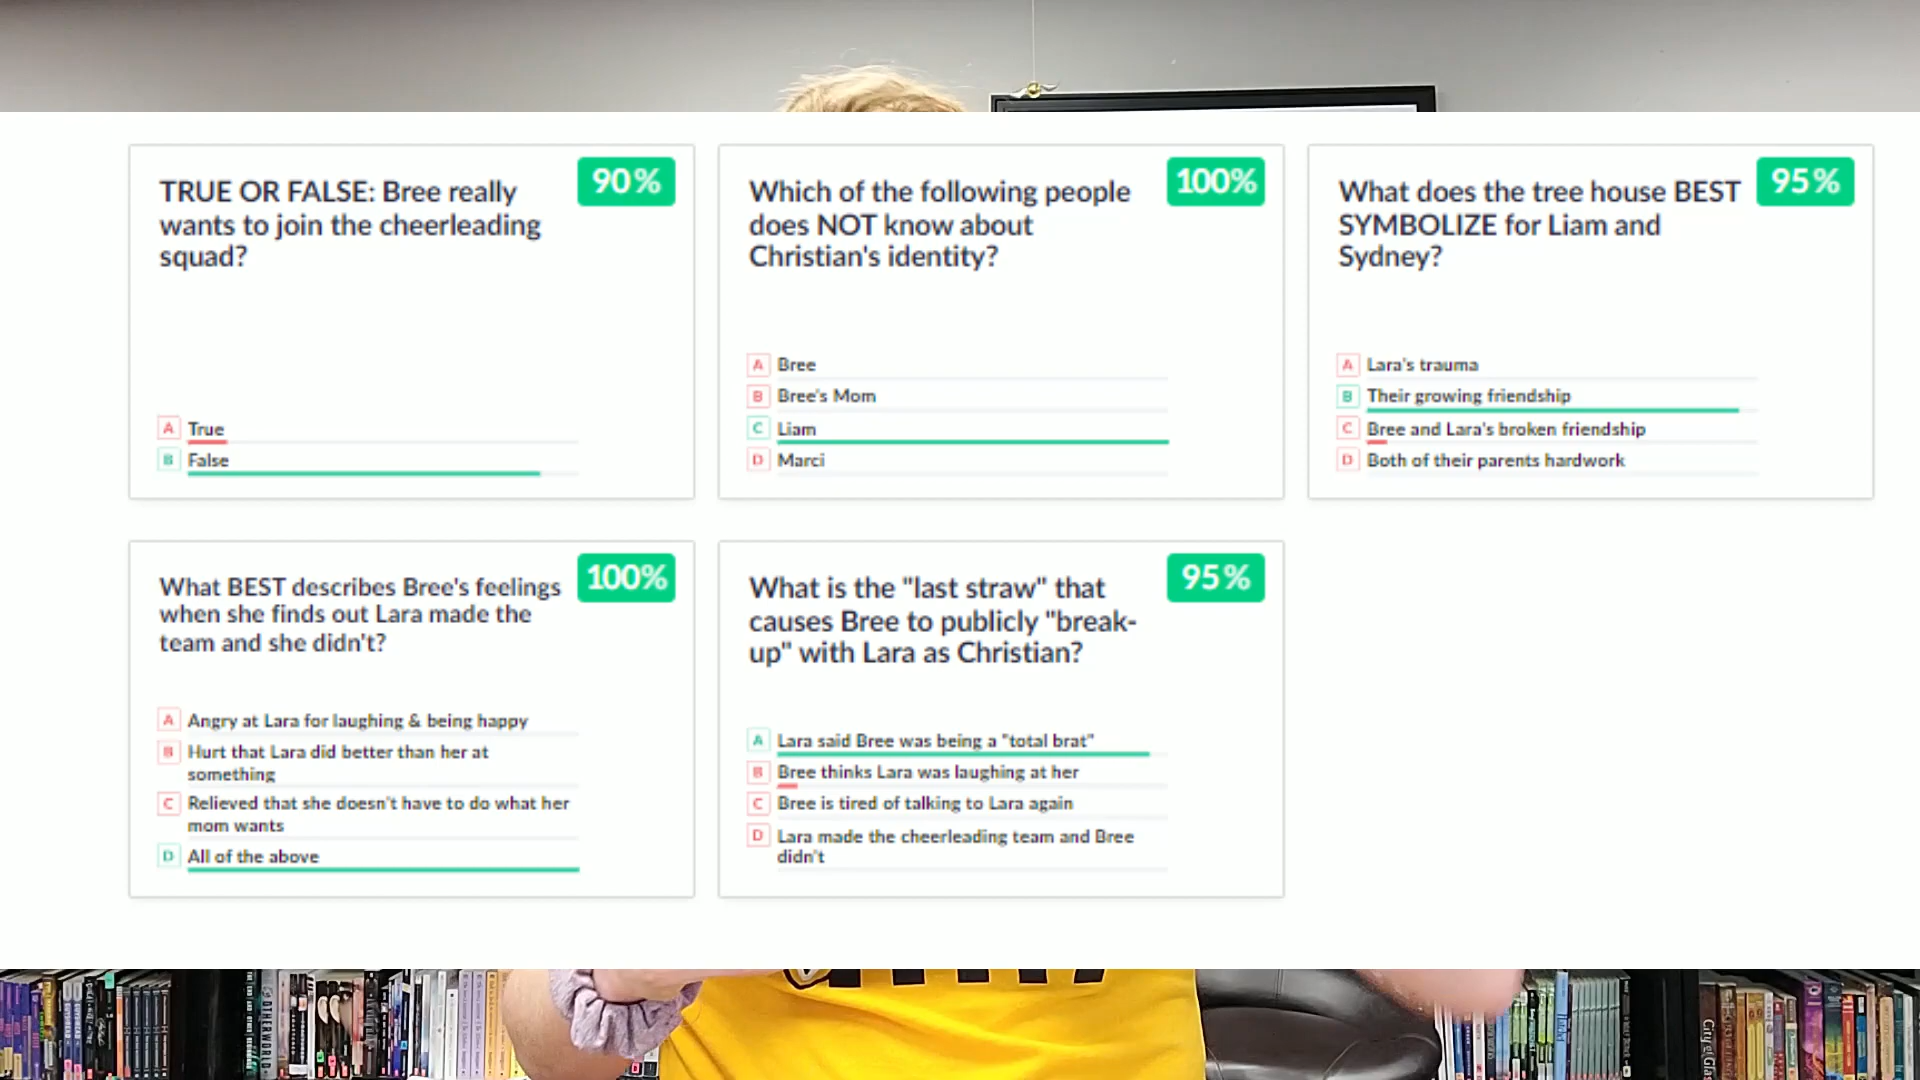 TRUE OR FALSE: Bree really
wants to join the cheerleading
squad?
90%
A True
B False
Which of the following people
does NOT know about
Christian's identity?
100%
A Bree
B Bree's Mom
C Liam
D Marci
What does the tree house BEST
SYMBOLIZE for Liam and
Sydney?
95%
A Lara's trauma
B Their growing friendship
C Bree and Lara's broken friendship
D Both of their parents hardwork
What BEST describes Bree's feelings
when she finds out Lara made the
team and she didn't?
100%
A Angry at Lara for laughing & being happy
B Hurt that Lara did better than her at
something
C Relieved that she doesn't have to do what her
mom wants
D All of the above
What is the "last straw" that
causes Bree to publicly "break-
up" with Lara as Christian?
95%
A Lara said Bree was being a "total brat"
B Bree thinks Lara was laughing at her
C Bree is tired of talking to Lara again
D Lara made the cheerleading team and Bree
didn't
OTHERWORLD